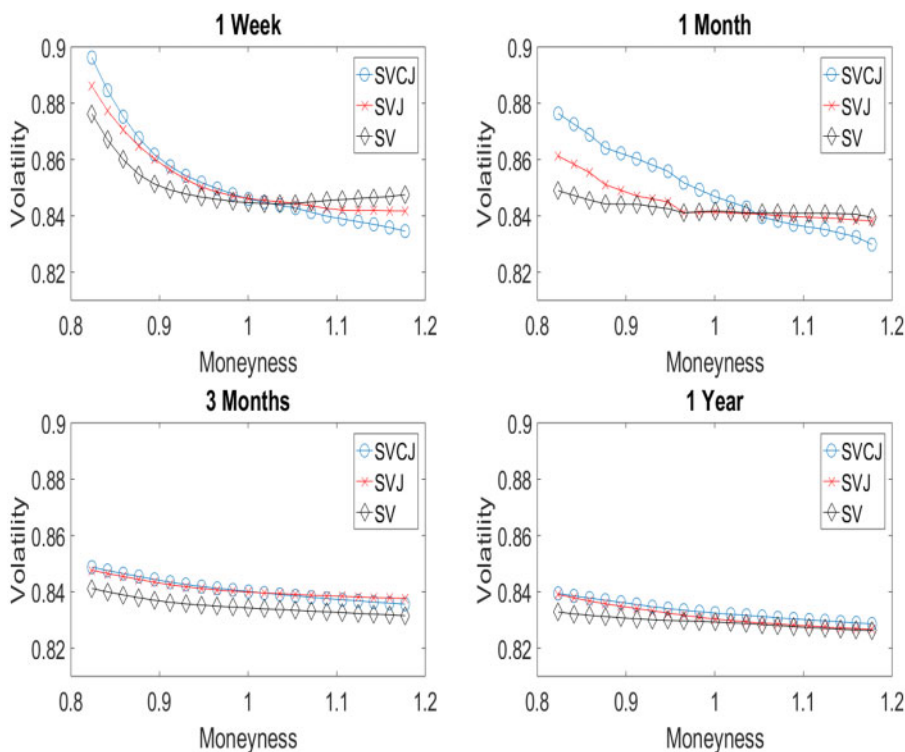 1 Week
0.9
0.88
0.86
0.84
0.82
Volatility
SVCJ
SVJ
SV
0.8
0.9
1
1.1
1.2
Moneyness
1 Month
0.9
0.88
0.86
0.84
0.82
Volatility
SVCJ
SVJ
SV
0.8
0.9
1
1.1
1.2
Moneyness
3 Months
0.9
0.88
0.86
0.84
0.82
Volatility
SVCJ
SVJ
SV
0.8
0.9
1
1.1
1.2
Moneyness
1 Year
0.9
0.88
0.86
0.84
0.82
Volatility
SVCJ
SVJ
SV
0.8
0.9
1
1.1
1.2
Moneyness